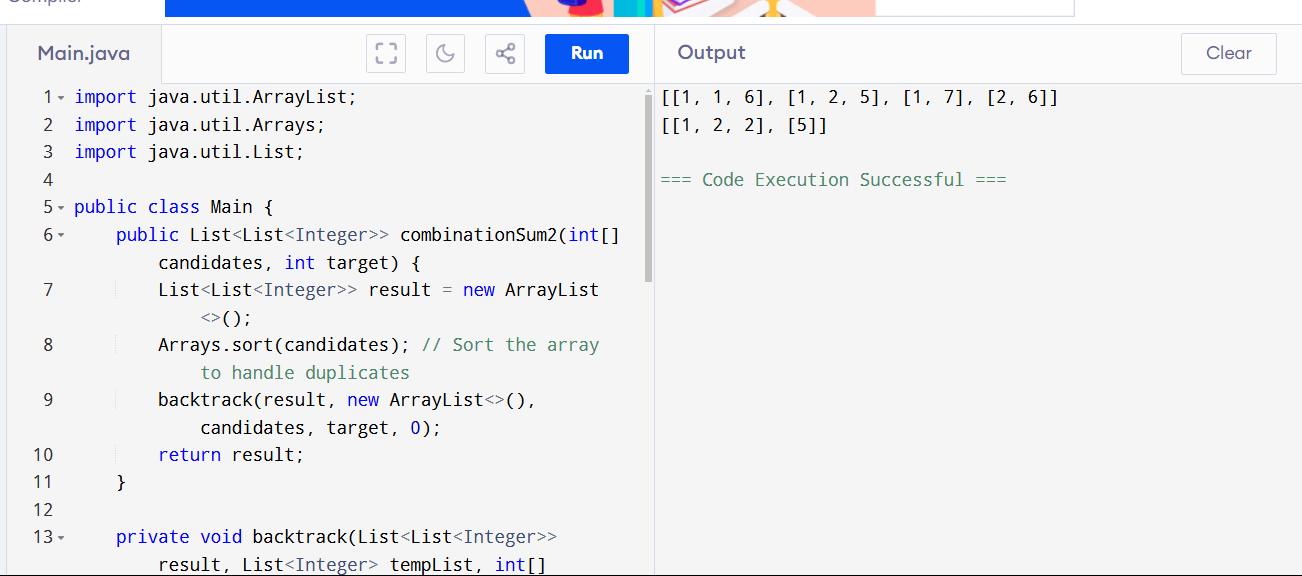 Compiler
Main.java
Run
Output
Clear
1 import java.util.ArrayList;
2 import java.util.Arrays;
3 import java.util.List;
4
5 public class Main {
6 public List<List<Integer>> combinationSum2(int[]
candidates, int target) {
7 List<List<Integer>> result = new ArrayList
<>();
8 Arrays.sort(candidates); // Sort the array
to handle duplicates
9 backtrack(result, new ArrayList<>(),
candidates, target, 0);
10 return result;
11 }
12
13 private void backtrack(List<List<Integer>>
result, List<Integer> tempList, int[]
[[1, 1, 6], [1, 2, 5], [1, 7], [2, 6]]
[[1, 2, 2], [5]]
=== Code Execution Successful ===